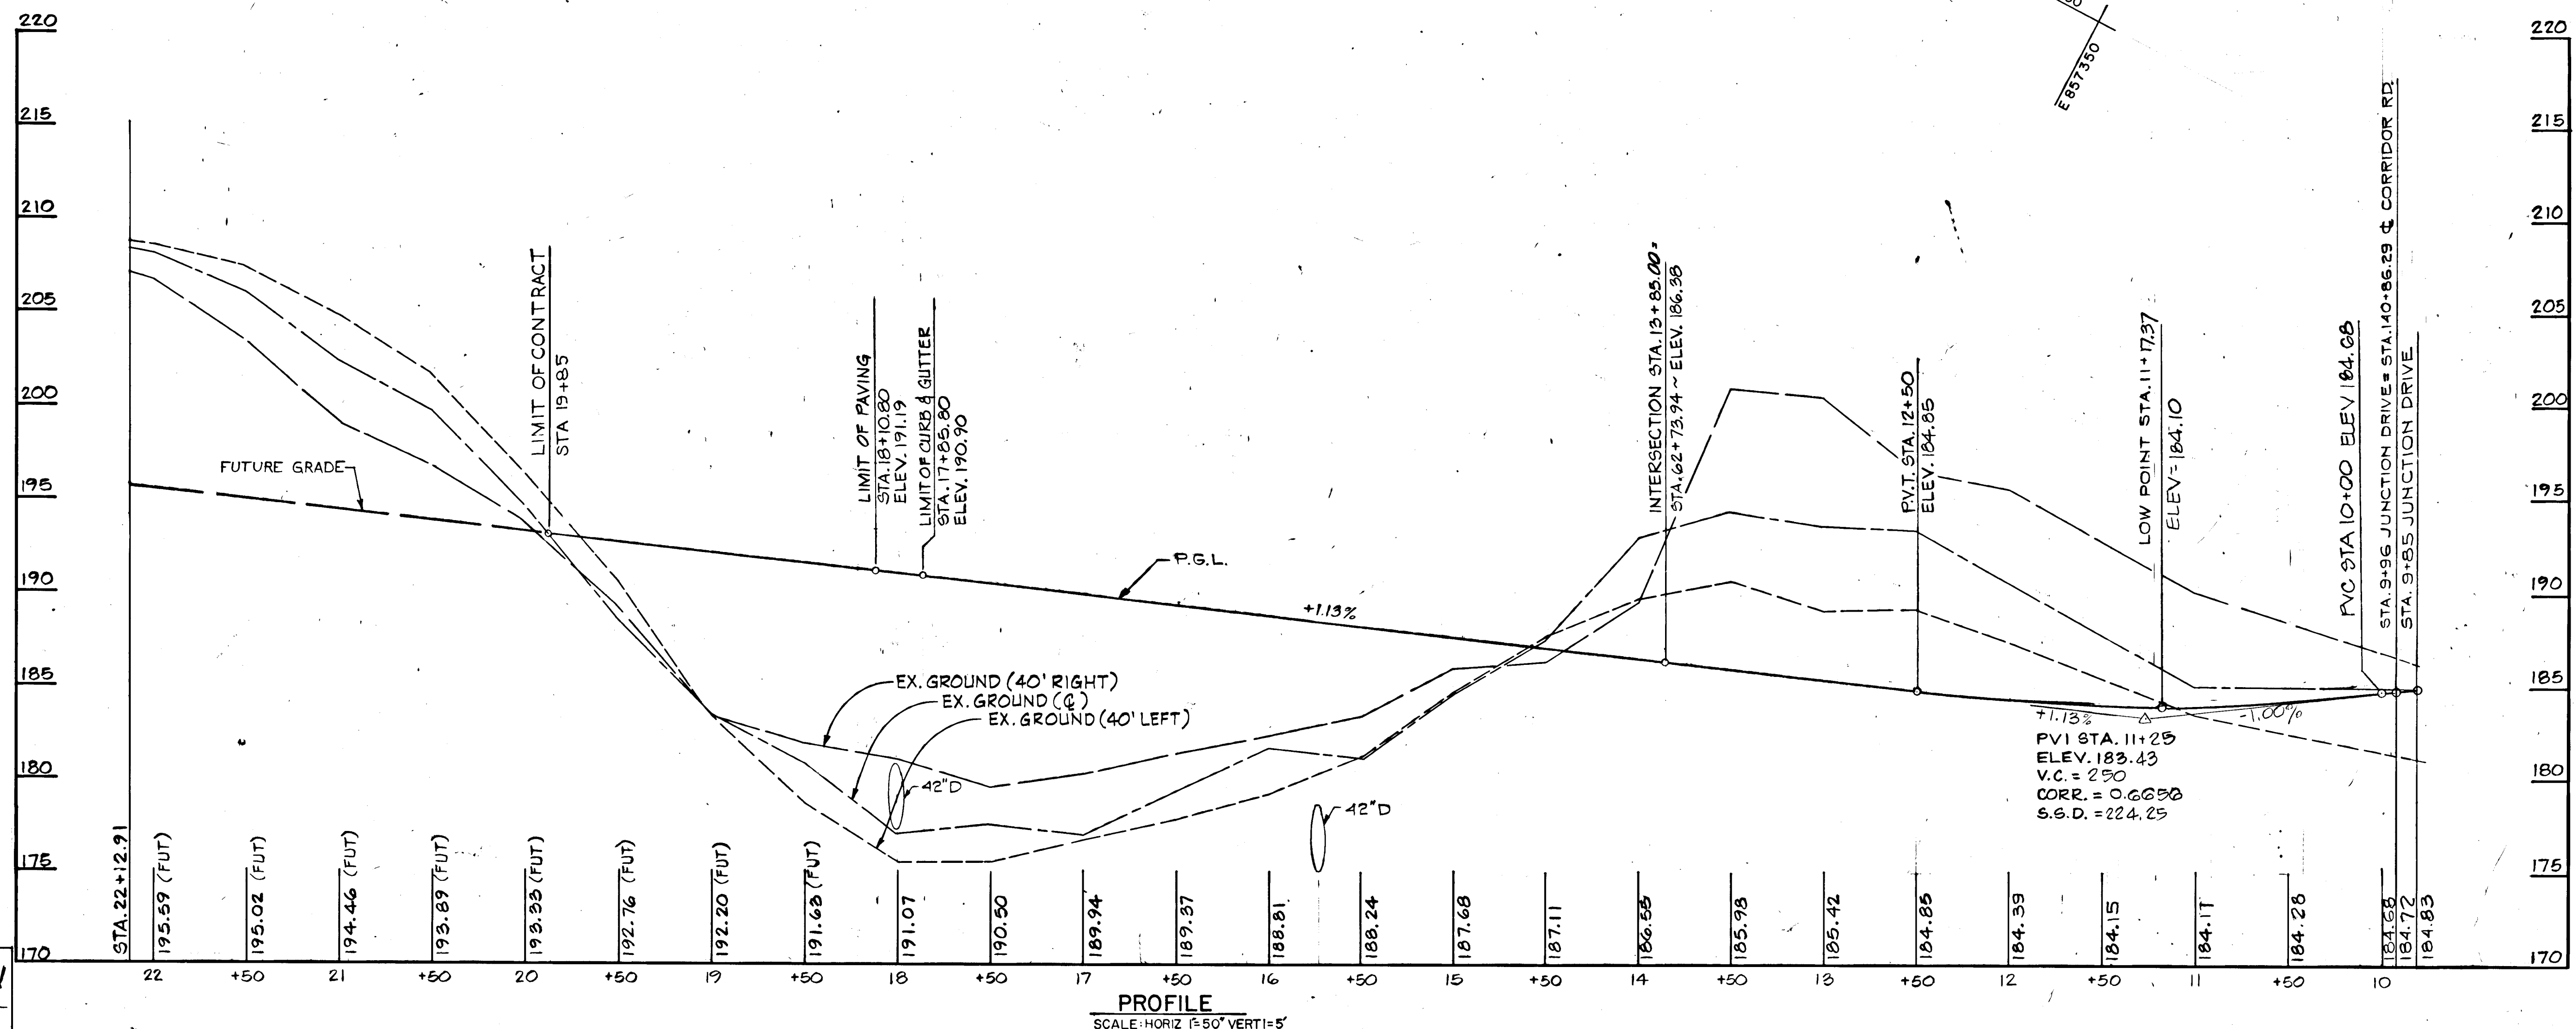 220
215
210
205
200
195
190
185
180
175
170
220
215
210
205
200
195
190
185
180
175
170
E 857350
FUTURE GRADE
LIMIT OF CONTRACT
STA 19+85
LIMIT OF PAVING
STA. 18+10.80
ELEV. 191.19
LIMIT OF CURB & GUTTER
STA. 17+85.80
ELEV. 190.90
P.G.L.
+1.13%
INTERSECTION STA. 13+85.00=
STA. 62+73.94 ~ ELEV. 186.38
P.V.T. STA. 12+50
ELEV. 184.85
LOW POINT STA. 11+17.37
ELEV= 184.10
PVC STA 10+00 ELEV 184.68
STA. 9+96 JUNCTION DRIVE = STA. 140+86.29 ℄ CORRIDOR RD.
STA. 9+85 JUNCTION DRIVE
EX. GROUND (40' RIGHT)
EX. GROUND (℄)
EX. GROUND (40' LEFT)
42"D
42"D
+1.13%
-1.00%
PVI STA. 11+25
ELEV. 183.43
V.C. = 250
S.S.D. = 224.25
STA. 22+12.91
195.59 (FUT)
195.02 (FUT)
194.46 (FUT)
193.89 (FUT)
193.33 (FUT)
192.76 (FUT)
192.20 (FUT)
191.63 (FUT)
191.07
190.50
189.94
189.37
188.81
188.24
187.68
187.11
186.55
185.98
185.42
184.85
184.39
184.15
184.17
184.28
184.68
184.72
184.83
22 +50 21 +50 20 +50 19 +50 18 +50 17 +50 16 +50 15 +50 14 +50 13 +50 12 +50 11 +50 10
PROFILE
SCALE: HORIZ 1"=50' VERT 1=5'